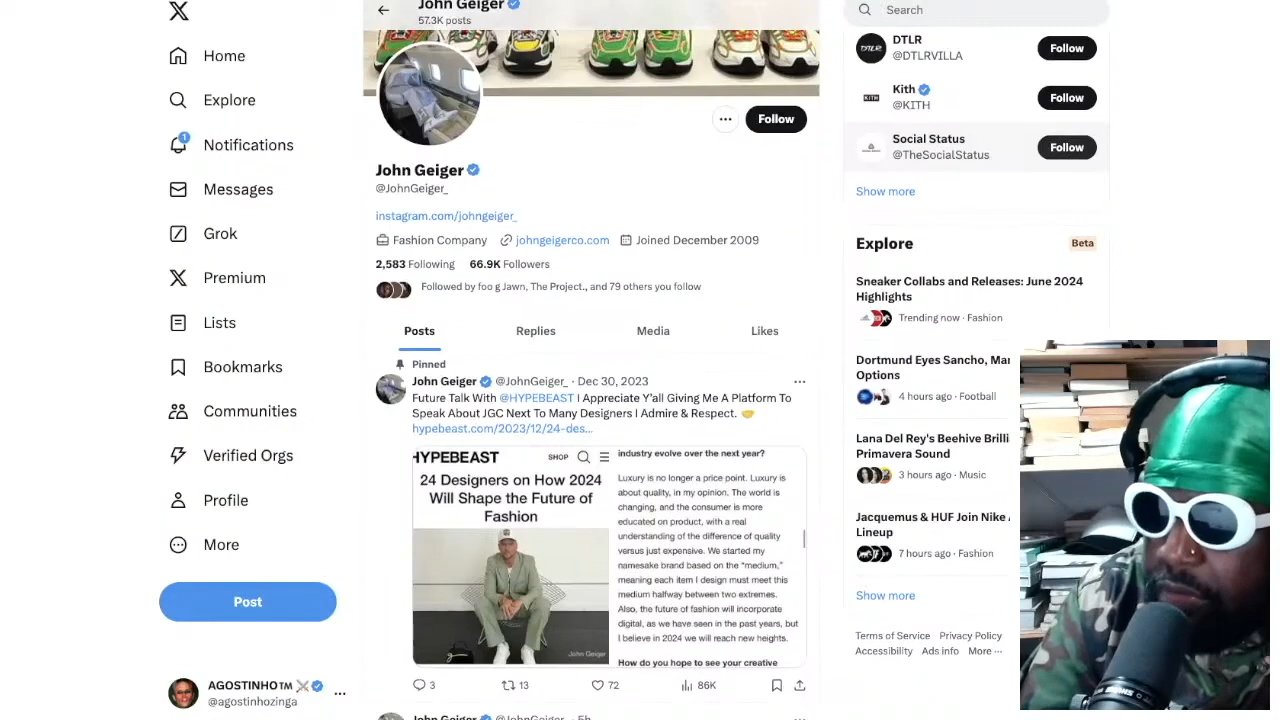 Home
Explore
Notifications
1
Messages
Grok
Premium
Lists
Bookmarks
Communities
Verified Orgs
Profile
More
Post
AGOSTINHO™
@agostinhozinga
John Geiger
57.3K posts
Follow
John Geiger
@JohnGeiger_
instagram.com/johngeiger_
Fashion Company johngeigerco.com Joined December 2009
2,583 Following 66.9K Followers
Followed by foo g Jawn, The Project., and 79 others you follow
Posts Replies Media Likes
Pinned
John Geiger @JohnGeiger_ · Dec 30, 2023
Future Talk With @HYPEBEAST I Appreciate Y'all Giving Me A Platform To
Speak About JGC Next To Many Designers I Admire & Respect.
hypebeast.com/2023/12/24-des...
HYPEBEAST SHOP
24 Designers on How 2024
Will Shape the Future of
Fashion
John Geiger
industry evolve over the next year?
Luxury is no longer a price point. Luxury is
about quality, in my opinion. The world is
changing, and the consumer is more
educated on product, with a real
understanding of the difference of quality
versus just expensive. We started my
namesake brand based on the "medium,"
meaning each item I design must meet this
medium halfway between two extremes.
Also, the future of fashion will incorporate
digital, as we have seen in the past years, but
I believe in 2024 we will reach new heights.
How do you hope to see your creative
3 13 72 86K
John Geiger @JohnGeiger_ · 5h
Search
DTLR
@DTLRVILLA
Follow
Kith
@KITH
Follow
Social Status
@TheSocialStatus
Follow
Show more
Explore Beta
Sneaker Collabs and Releases: June 2024
Highlights
Trending now · Fashion
Dortmund Eyes Sancho, Mar
Options
4 hours ago · Football
Lana Del Rey's Beehive Brilli
Primavera Sound
3 hours ago · Music
Jacquemus & HUF Join Nike
Lineup
7 hours ago · Fashion
Show more
Terms of Service Privacy Policy
Accessibility Ads info More ···